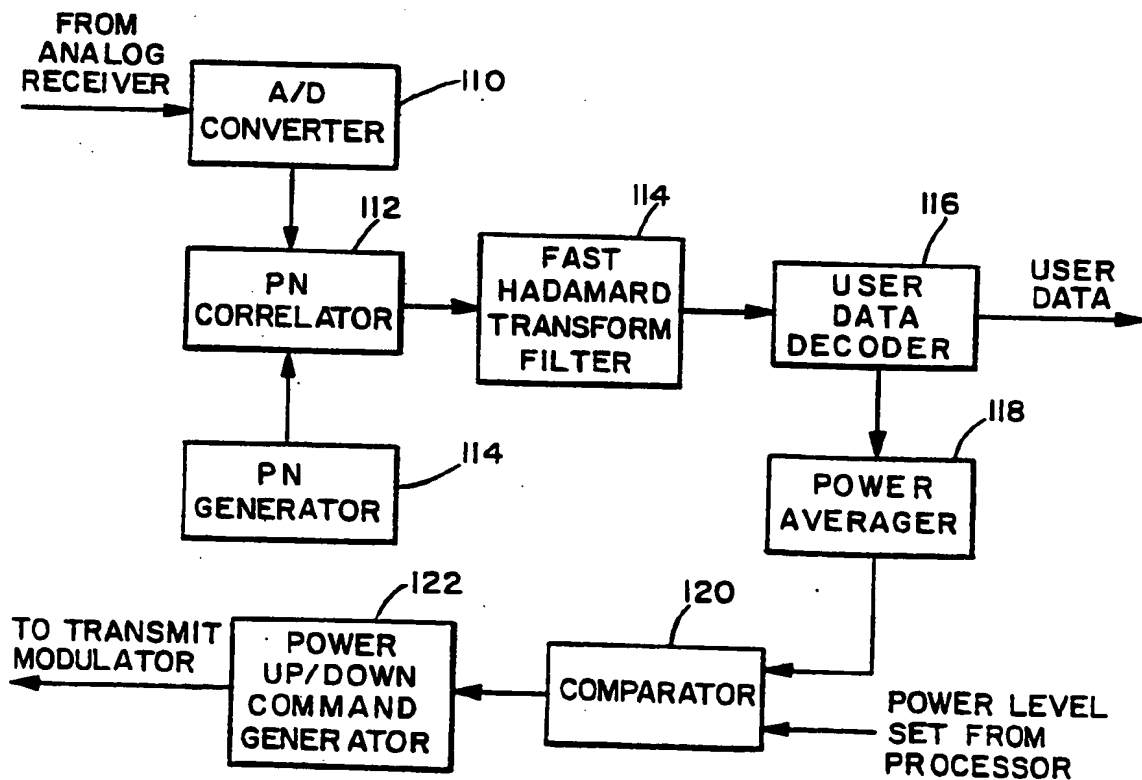 FROM
ANALOG
RECEIVER
A/D
CONVERTER
110
PN
CORRELATOR
112
FAST
HADAMARD
TRANSFORM
FILTER
114
USER
DATA
DECODER
116
USER
DATA
PN
GENERATOR
114
POWER
AVERAGER
118
TO TRANSMIT
MODULATOR
POWER
UP/DOWN
COMMAND
GENERATOR
122
COMPARATOR
120
POWER LEVEL
SET FROM
PROCESSOR